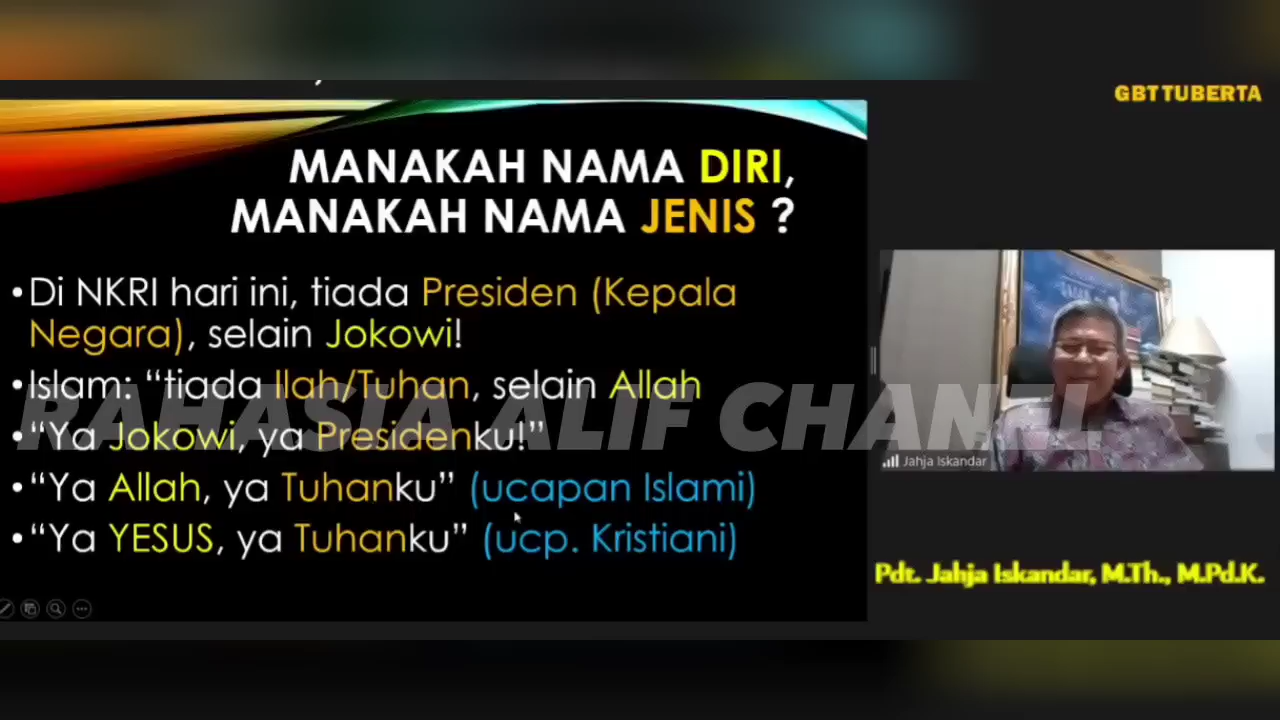 GBT TUBERTA
MANAKAH NAMA DIRI,
MANAKAH NAMA JENIS ?
•Di NKRI hari ini, tiada Presiden (Kepala
Negara), selain Jokowi!
•Islam: “tiada Ilah/Tuhan, selain Allah
•“Ya Jokowi, ya Presidenku!”
•“Ya Allah, ya Tuhanku” (ucapan Islami)
•“Ya YESUS, ya Tuhanku” (ucp. Kristiani)
RAHASIA ALIF CHANEL
Jahja Iskandar
Pdt. Jahja Iskandar, M.Th., M.Pd.K.